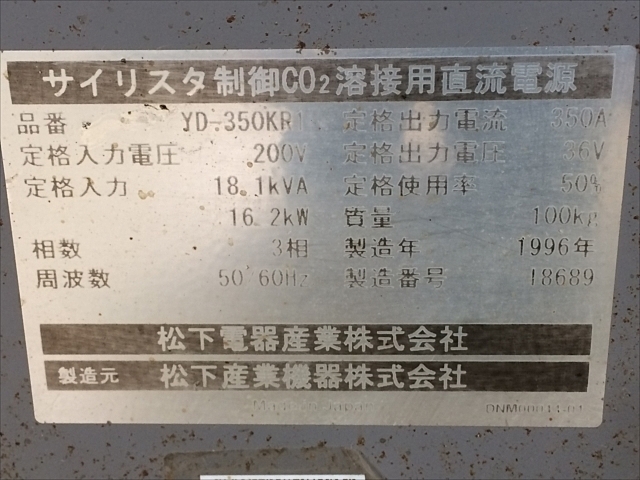 サイリスタ制御CO₂溶接用直流電源
品番 YD-350KR1 定格出力電流 350A
定格入力電圧 200V 定格出力電圧 36V
定格入力 18.1kVA 定格使用率 50%
16.2kW 質量 100kg
相数 3相 製造年 1996年
周波数 50/60Hz 製造番号 18689
松下電器産業株式会社
製造元 松下産業機器株式会社
Made in Japan